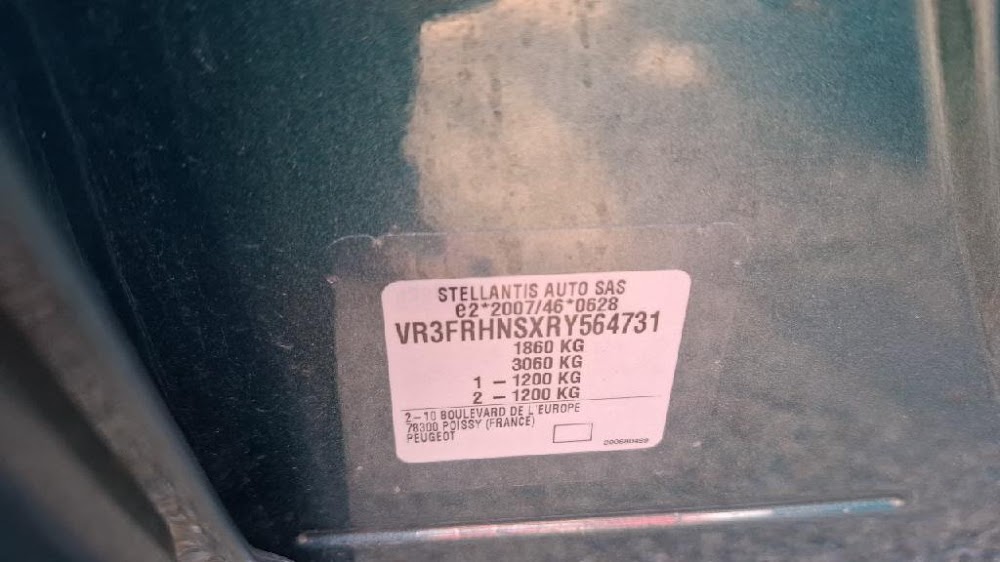 STELLANTIS AUTO SAS
e2*2007/46*0628
VR3FRHNSXRY564731
1860 KG
3060 KG
1 – 1200 KG
2 – 1200 KG
2–10 BOULEVARD DE L'EUROPE
78300 POISSY (FRANCE)
PEUGEOT